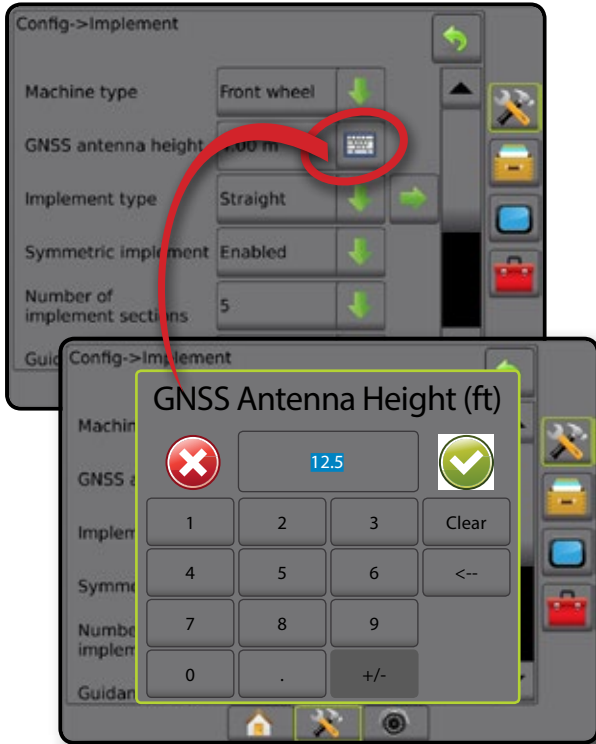 Config->Implement
Machine type
Front wheel
GNSS antenna height
m
Implement type
Straight
Symmetric implement
Enabled
Number of
implement sections
5
Guid
Config->Implement
Machin
GNSS
Implem
Symme
Numbe
implem
Guidan
GNSS Antenna Height (ft)
12.5
1 2 3 Clear
4 5 6 <--
7 8 9
0 . +/-